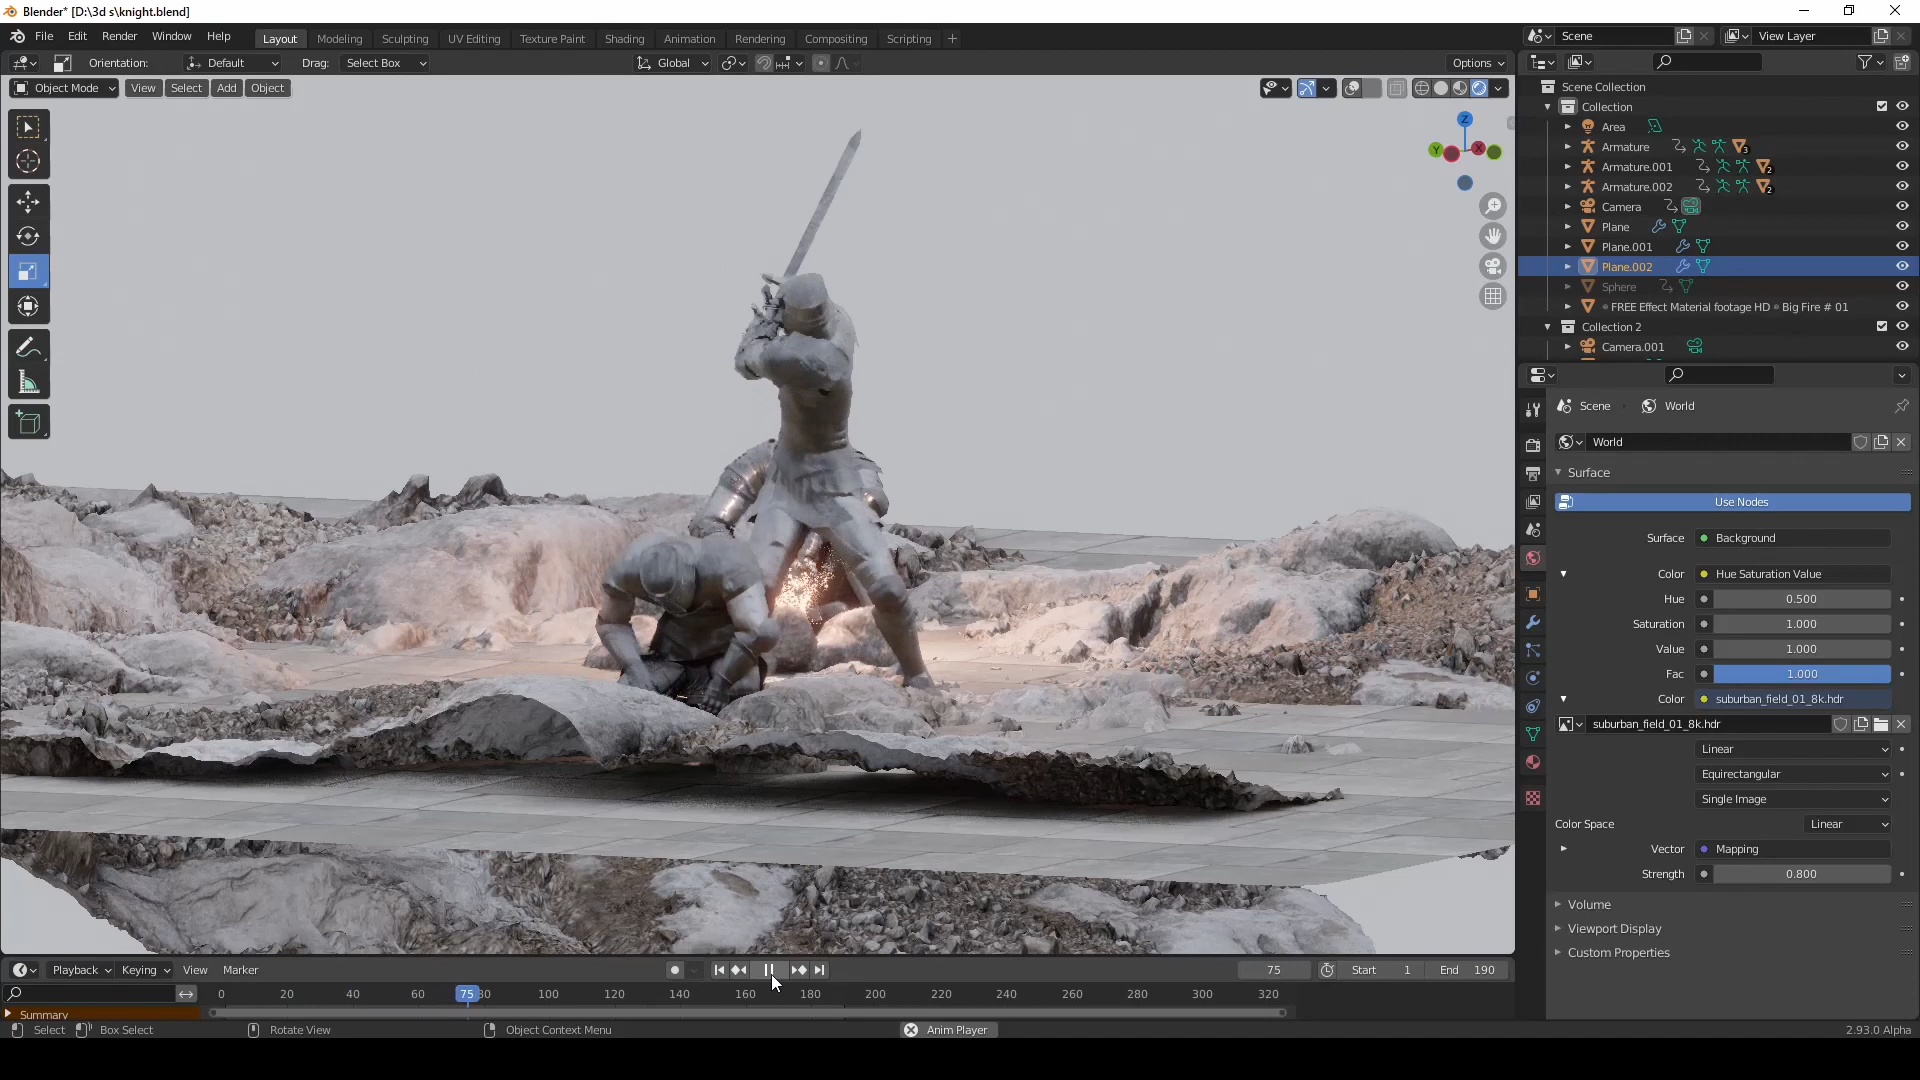 Blender* [D:\3d s\knight.blend]
File Edit Render Window Help Layout Modeling Sculpting UV Editing Texture Paint Shading Animation Rendering Compositing Scripting + Scene View Layer
Orientation: Default Drag: Select Box Global Options
Object Mode View Select Add Object
Z
Y X
Scene Collection
Collection
Area
Armature 3
Armature.001 2
Armature.002 2
Camera
Plane
Plane.001
Plane.002
Sphere
FREE Effect Material footage HD Big Fire # 01
Collection 2
Camera.001
Scene World
World
Surface
Use Nodes
Surface Background
Color Hue Saturation Value
Hue 0.500
Saturation 1.000
Value 1.000
Fac 1.000
Color suburban_field_01_8k.hdr
suburban_field_01_8k.hdr
Linear
Equirectangular
Single Image
Color Space Linear
Vector Mapping
Strength 0.800
Volume
Viewport Display
Custom Properties
Playback Keying View Marker 75 Start 1 End 190
0 20 40 60 75 80 100 120 140 160 180 200 220 240 260 280 300 320
Summary
Select Box Select Rotate View Object Context Menu Anim Player 2.93.0 Alpha